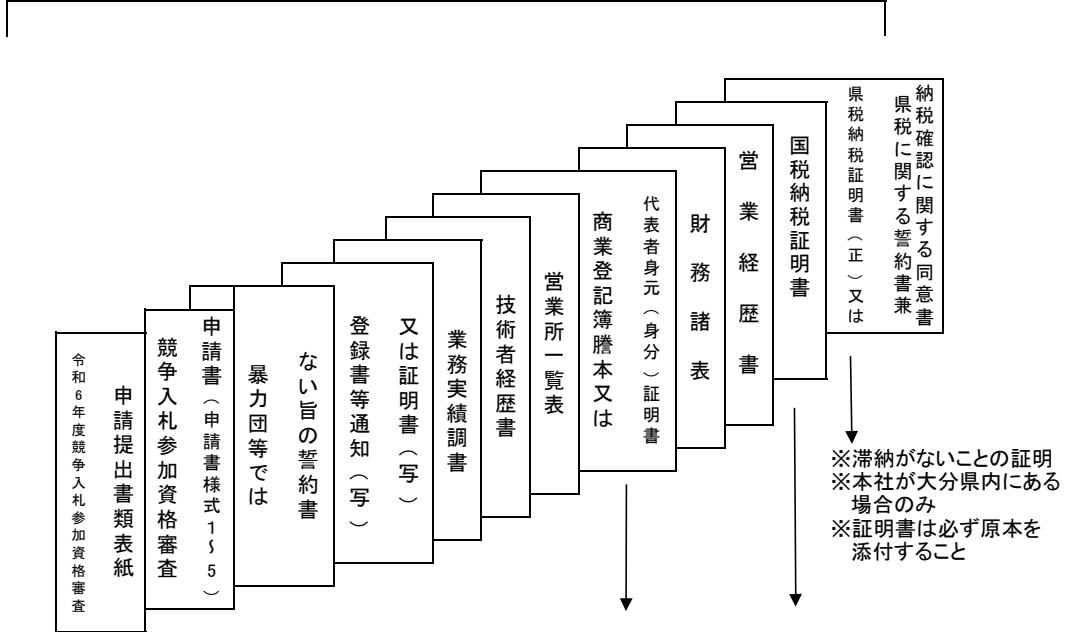 令和6年度競争入札参加資格審査
申請提出書類表紙
競争入札参加資格審査
申請書（申請書様式1～5）
暴力団等では
ない旨の誓約書
登録書等通知（写）
又は証明書（写）
業務実績調書
技術者経歴書
営業所一覧表
商業登記簿謄本又は
代表者身元（身分）証明書
財務諸表
営業経歴書
国税納税証明書
県税納税証明書（正）又は
県税に関する誓約書兼
納税確認に関する同意書
※滞納がないことの証明
※本社が大分県内にある
場合のみ
※証明書は必ず原本を
添付すること